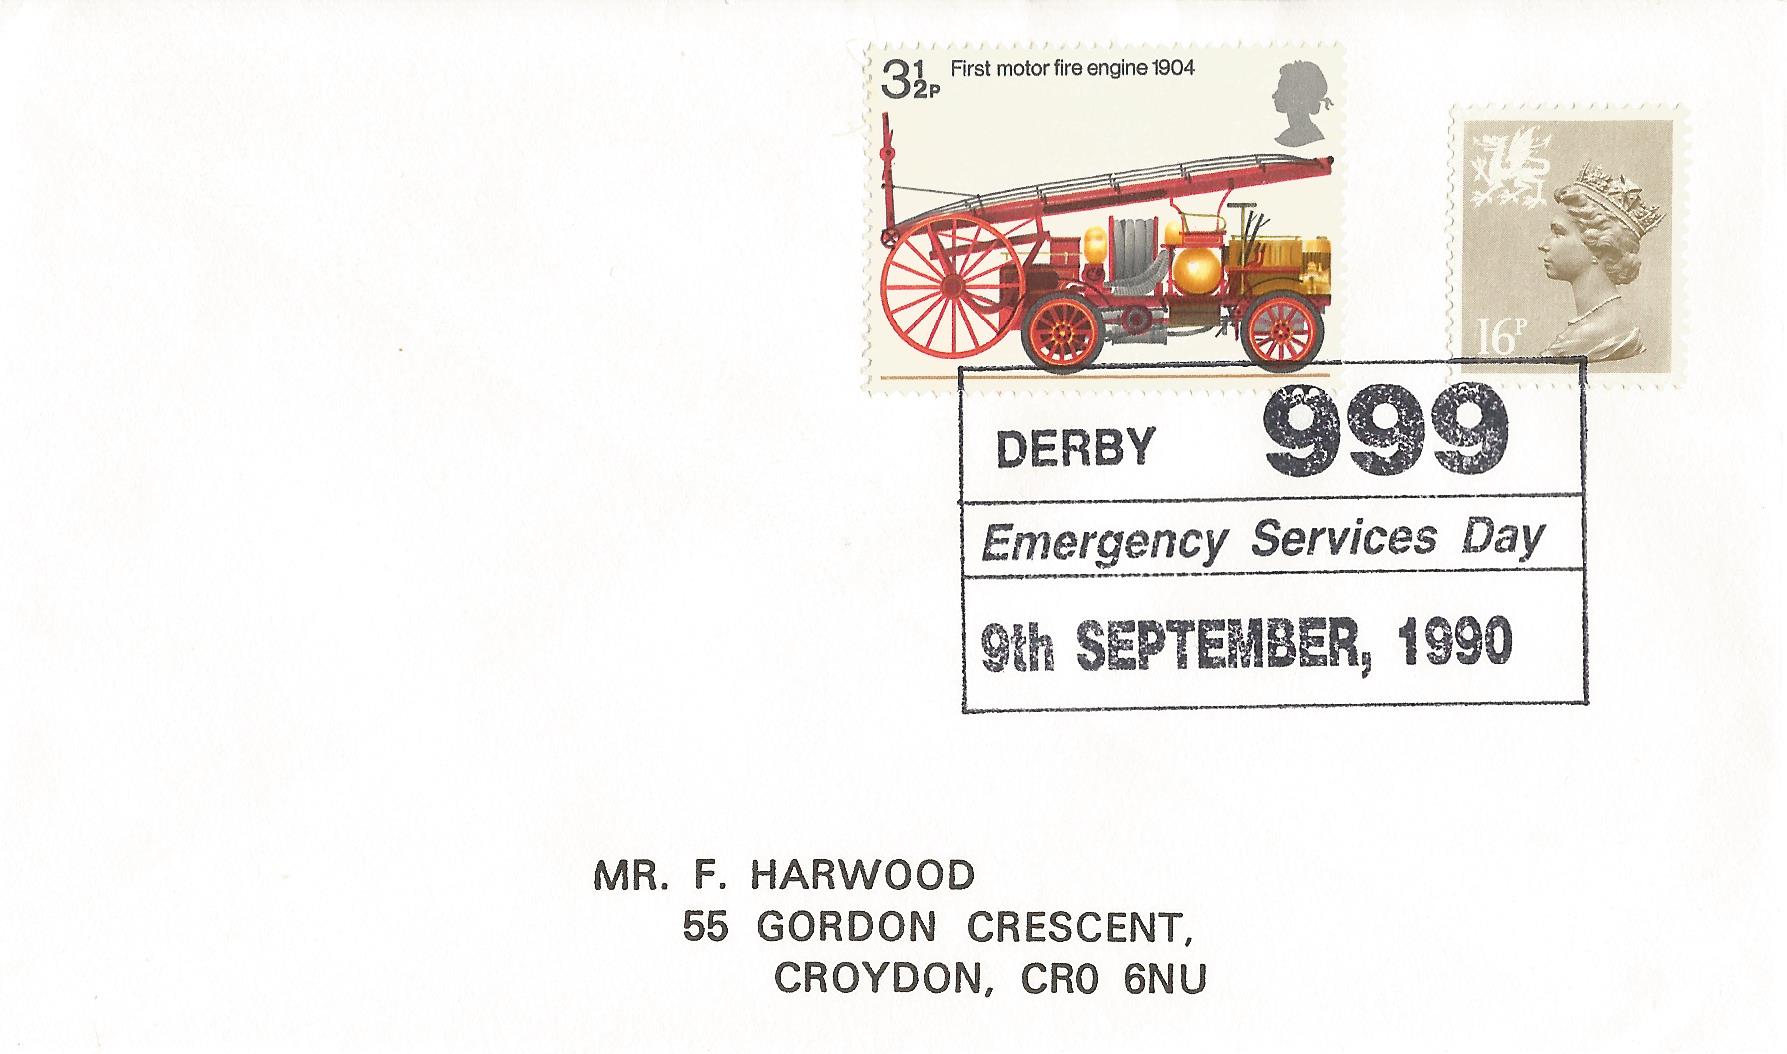 3½P First motor fire engine 1904
16P
DERBY 999
Emergency Services Day
9th SEPTEMBER, 1990
MR. F. HARWOOD
55 GORDON CRESCENT,
CROYDON, CR0 6NU